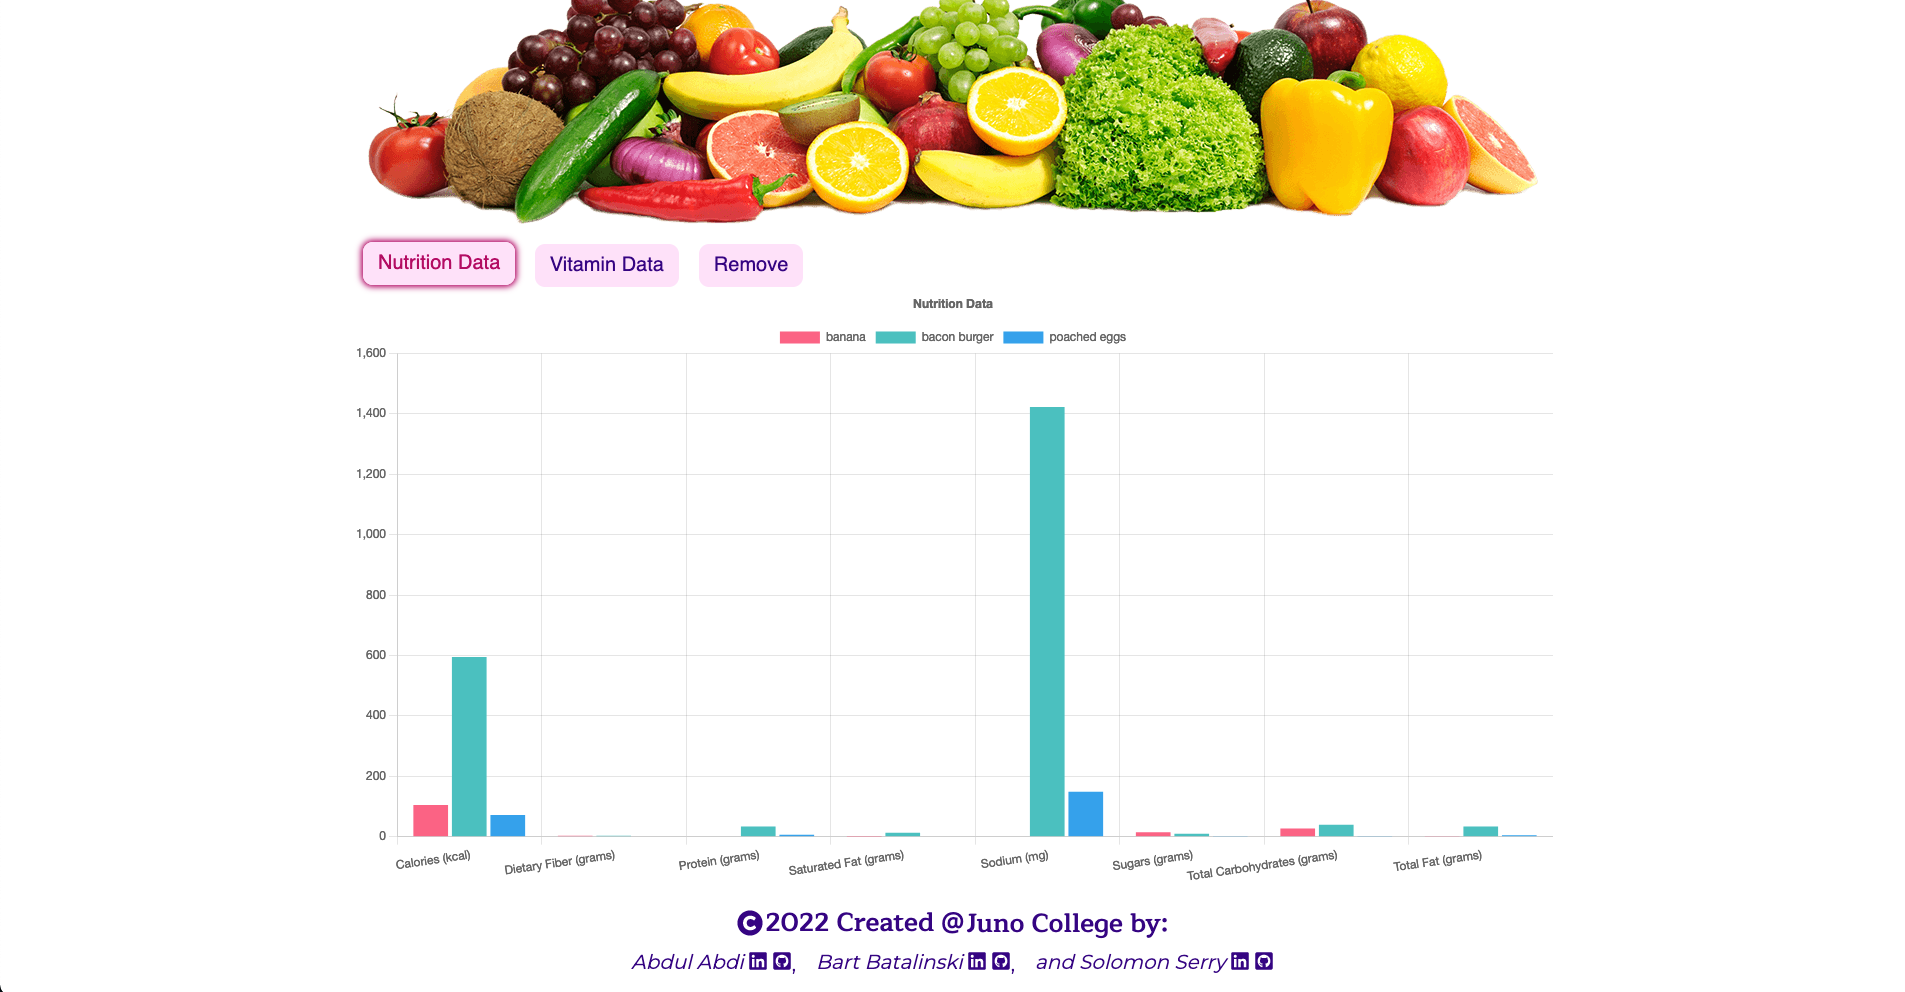 Nutrition Data Vitamin Data Remove
Nutrition Data
banana bacon burger poached eggs
1,600
1,400
1,200
1,000
800
600
400
200
0
Calories (kcal) Dietary Fiber (grams) Protein (grams) Saturated Fat (grams) Sodium (mg) Sugars (grams) Total Carbohydrates (grams) Total Fat (grams)
©2022 Created @Juno College by:
Abdul Abdi in, Bart Batalinski in, and Solomon Serry in